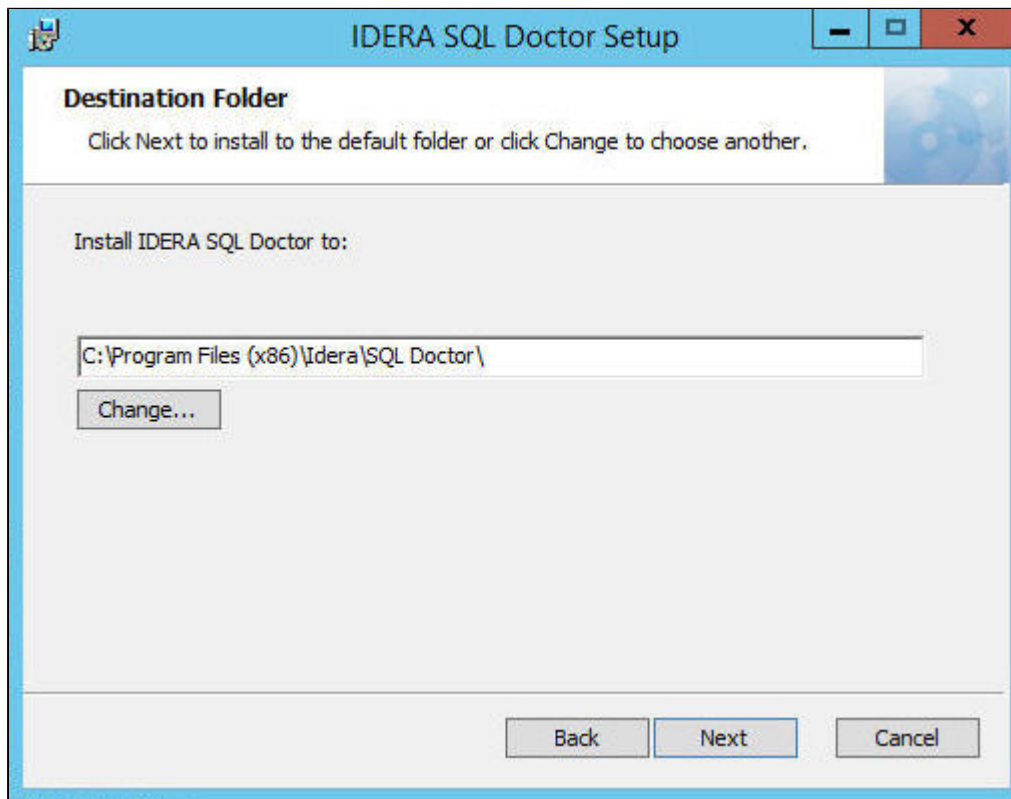 IDERA SQL Doctor Setup
Destination Folder
Click Next to install to the default folder or click Change to choose another.
Install IDERA SQL Doctor to:
C:\Program Files (x86)\Idera\SQL Doctor\
Change...
Back Next Cancel